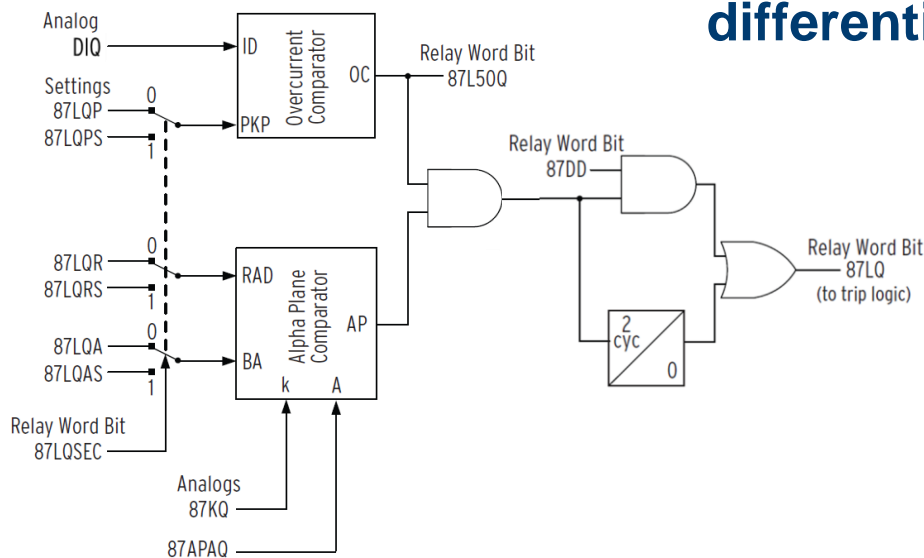 differenti
Analog
DIQ
ID
OC
Overcurrent
Comparator
PKP
Settings
0
87LQP
87LQPS
1
Relay Word Bit
87L50Q
Relay Word Bit
87DD
0
87LQR
87LQRS
1
RAD
Alpha Plane
Comparator
AP
0
87LQA
87LQAS
1
BA
k
A
Relay Word Bit
87LQSEC
2
cyc
0
Relay Word Bit
87LQ
(to trip logic)
Analogs
87KQ
87APAQ